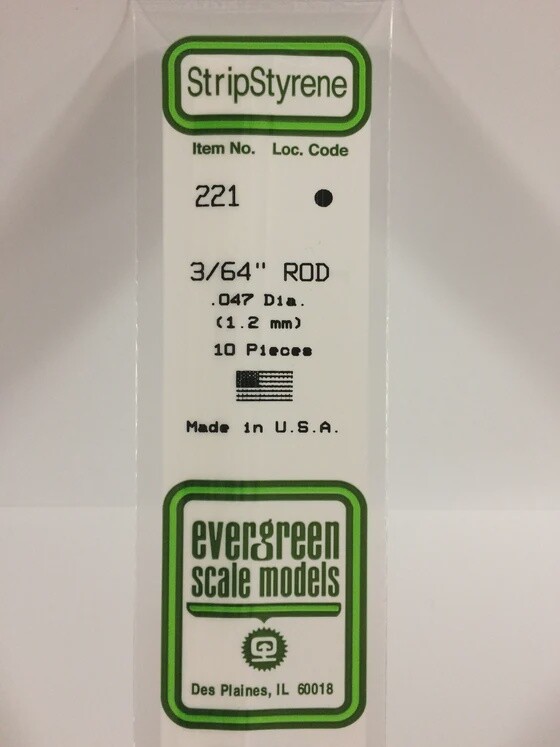 StripStyrene
Item No. Loc. Code
221
3/64" ROD
.047 Dia.
(1.2 mm)
10 Pieces
Made in U.S.A.
evergreen
scale models
Des Plaines, IL 60018